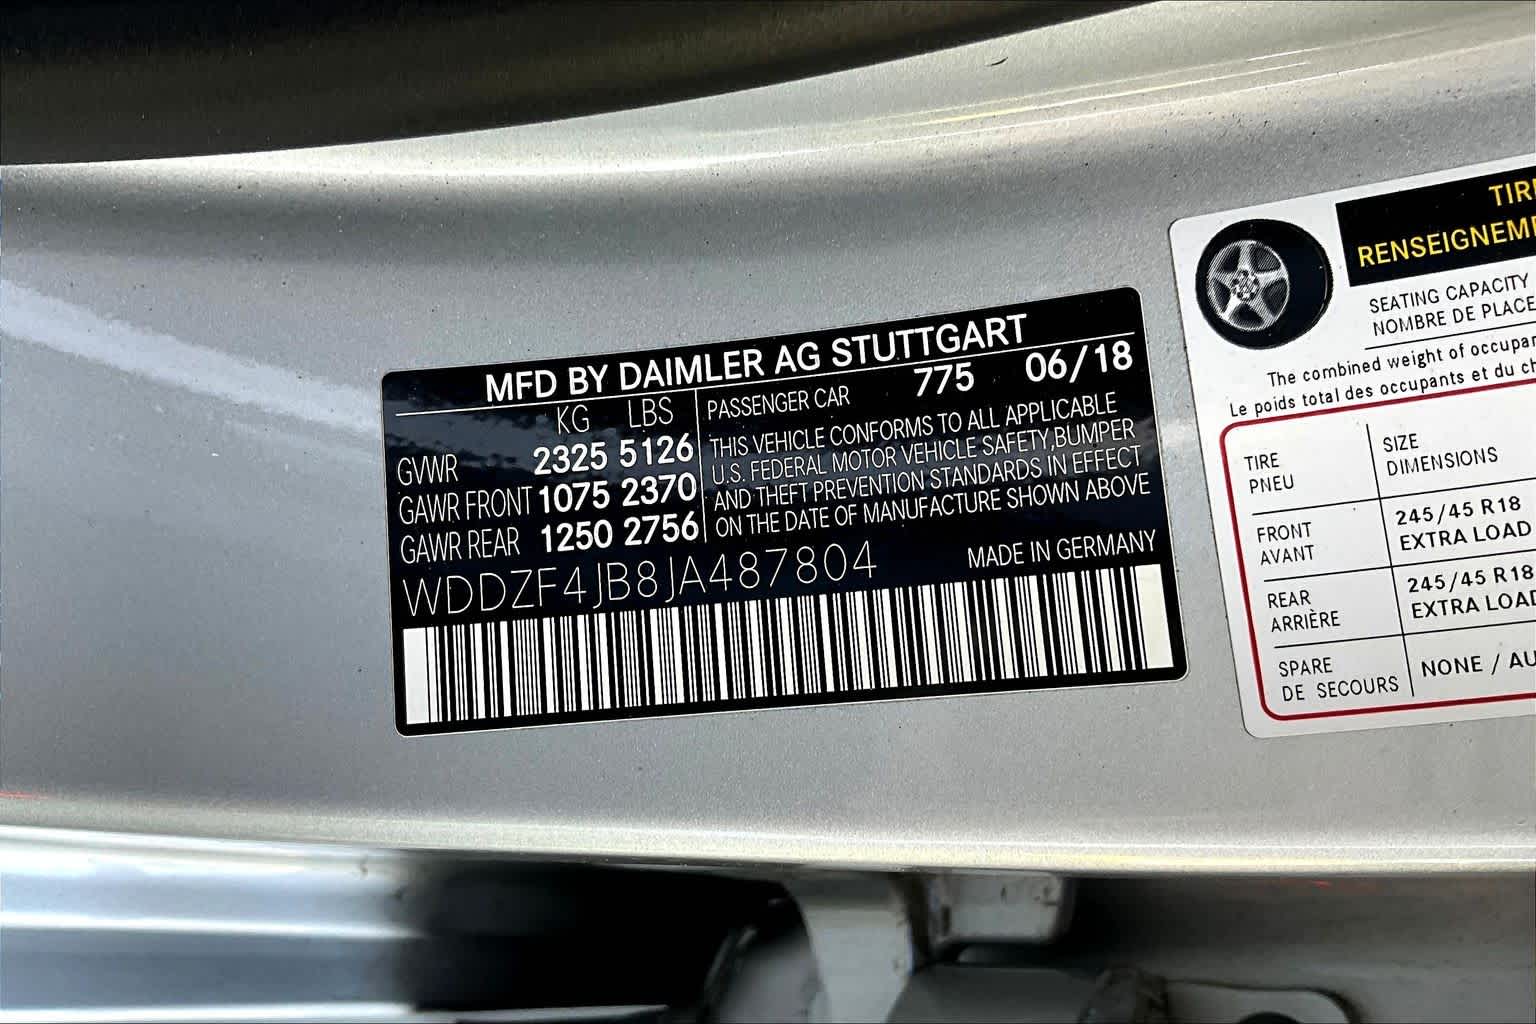 MFD BY DAIMLER AG STUTTGART
KG LBS
GVWR 2325 5126
GAWR FRONT 1075 2370
GAWR REAR 1250 2756
PASSENGER CAR 775 06/18
THIS VEHICLE CONFORMS TO ALL APPLICABLE
U.S. FEDERAL MOTOR VEHICLE SAFETY,BUMPER
AND THEFT PREVENTION STANDARDS IN EFFECT
ON THE DATE OF MANUFACTURE SHOWN ABOVE
WDDZF4JB8JA487804
MADE IN GERMANY
TIR
RENSEIGNEM
SEATING CAPACITY
NOMBRE DE PLACE
The combined weight of occupan
Le poids total des occupants et du ch
TIRE
PNEU
SIZE
DIMENSIONS
FRONT
AVANT
245/45 R18
EXTRA LOAD
REAR
ARRIÈRE
245/45 R18
EXTRA LOAD
SPARE
DE SECOURS
NONE / AU